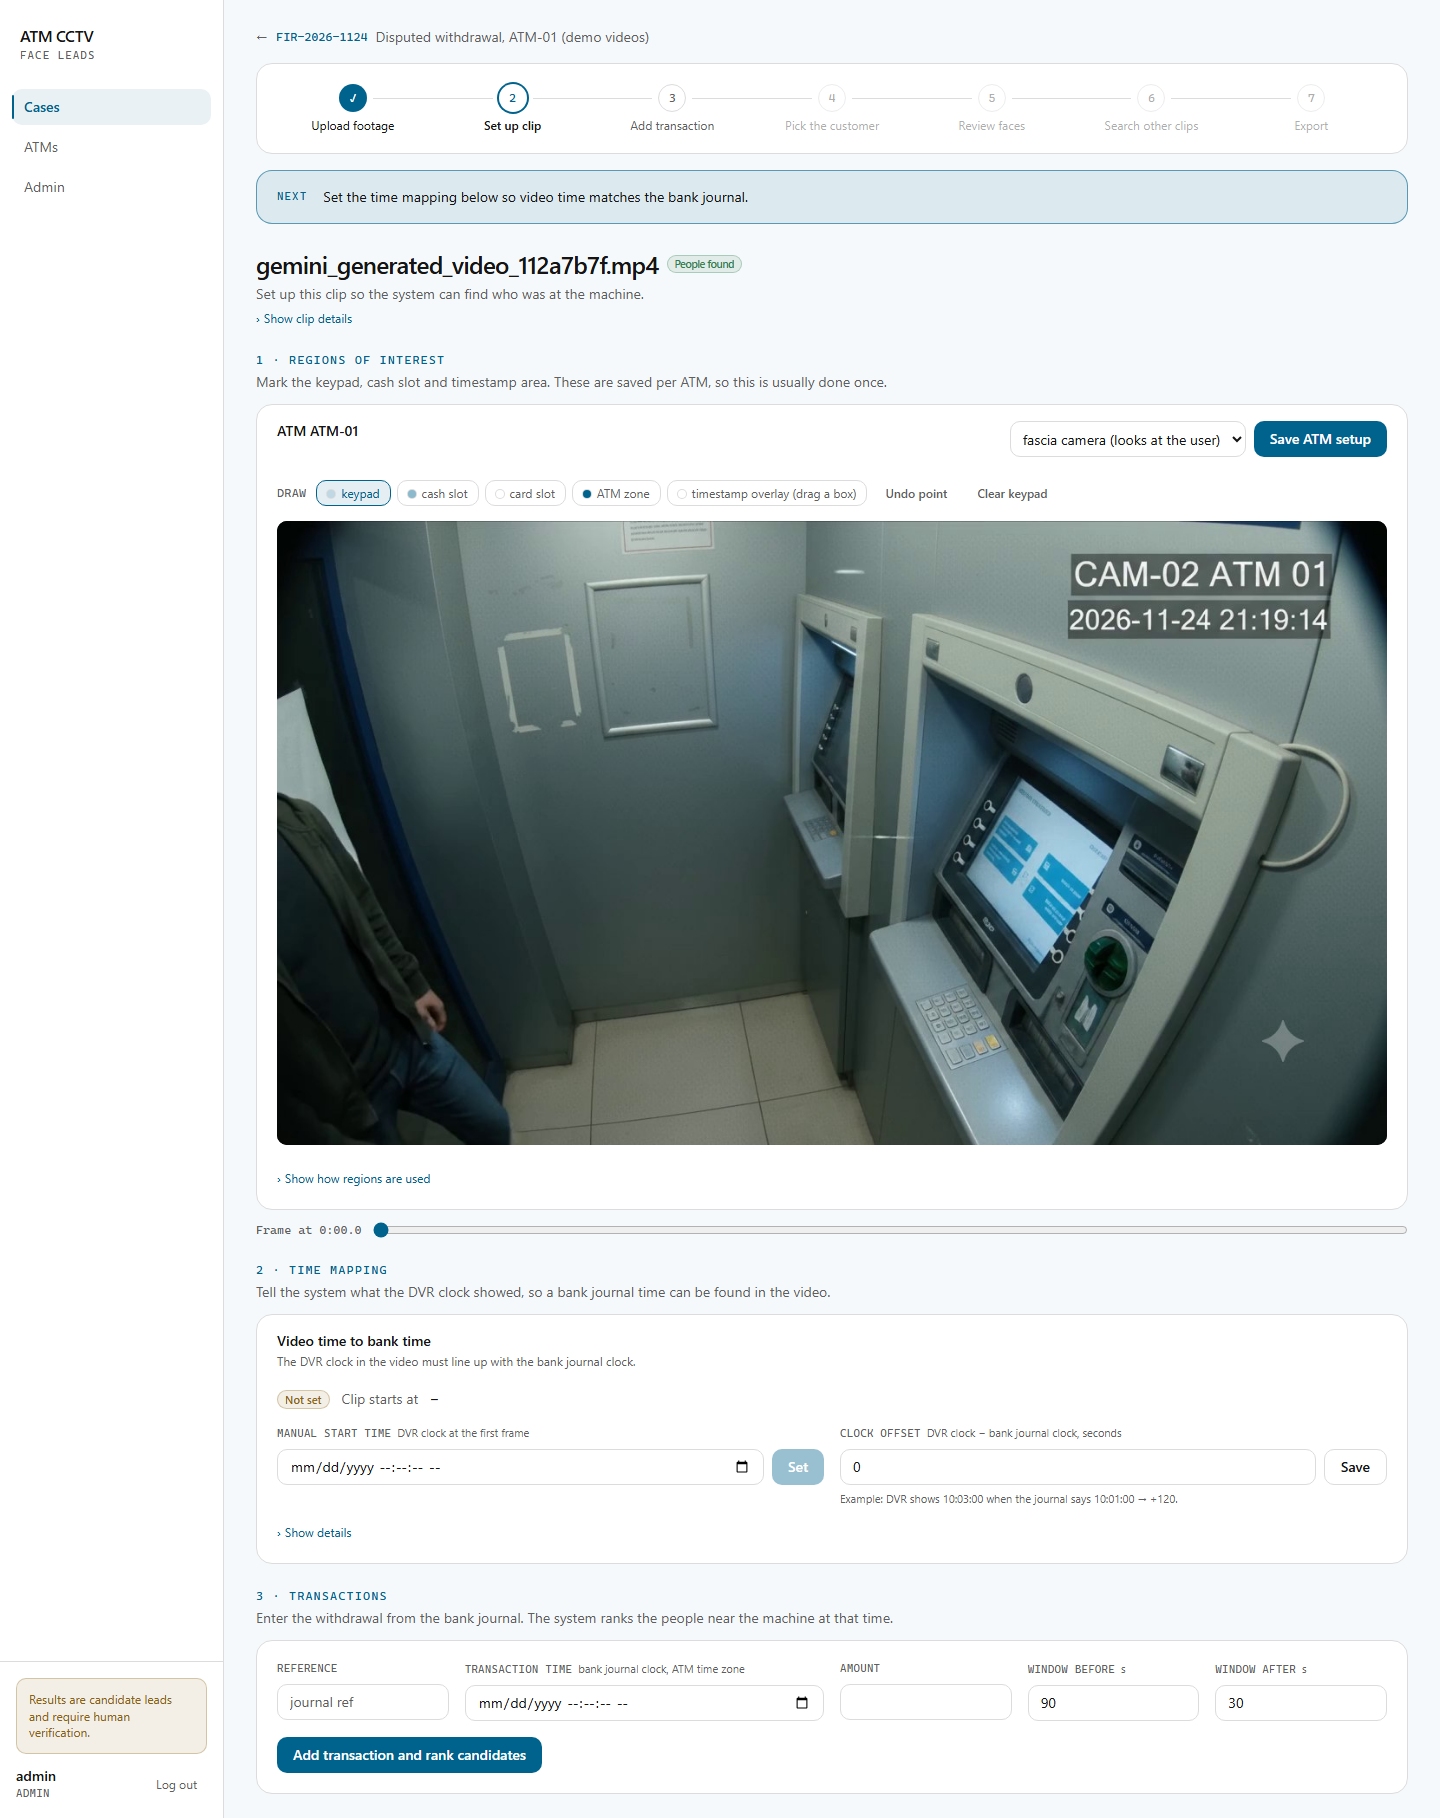 ATM CCTV
FACE LEADS
Cases
ATMs
Admin
Results are candidate leads
and require human
verification.
admin
ADMIN
Log out
← FIR-2026-1124 Disputed withdrawal, ATM-01 (demo videos)
✓ 2 3 4 5 6 7
Upload footage Set up clip Add transaction Pick the customer Review faces Search other clips Export
NEXT Set the time mapping below so video time matches the bank journal.
gemini_generated_video_112a7b7f.mp4 People found
Set up this clip so the system can find who was at the machine.
› Show clip details
1 · REGIONS OF INTEREST
Mark the keypad, cash slot and timestamp area. These are saved per ATM, so this is usually done once.
ATM ATM-01 fascia camera (looks at the user) Save ATM setup
DRAW keypad cash slot card slot ATM zone timestamp overlay (drag a box) Undo point Clear keypad
CAM-02 ATM 01
2026-11-24 21:19:14
› Show how regions are used
Frame at 0:00.0
2 · TIME MAPPING
Tell the system what the DVR clock showed, so a bank journal time can be found in the video.
Video time to bank time
The DVR clock in the video must line up with the bank journal clock.
Not set Clip starts at –
MANUAL START TIME DVR clock at the first frame CLOCK OFFSET DVR clock − bank journal clock, seconds
mm/dd/yyyy --:--:-- -- Set 0 Save
Example: DVR shows 10:03:00 when the journal says 10:01:00 → +120.
› Show details
3 · TRANSACTIONS
Enter the withdrawal from the bank journal. The system ranks the people near the machine at that time.
REFERENCE TRANSACTION TIME bank journal clock, ATM time zone AMOUNT WINDOW BEFORE s WINDOW AFTER s
journal ref mm/dd/yyyy --:--:-- -- 90 30
Add transaction and rank candidates